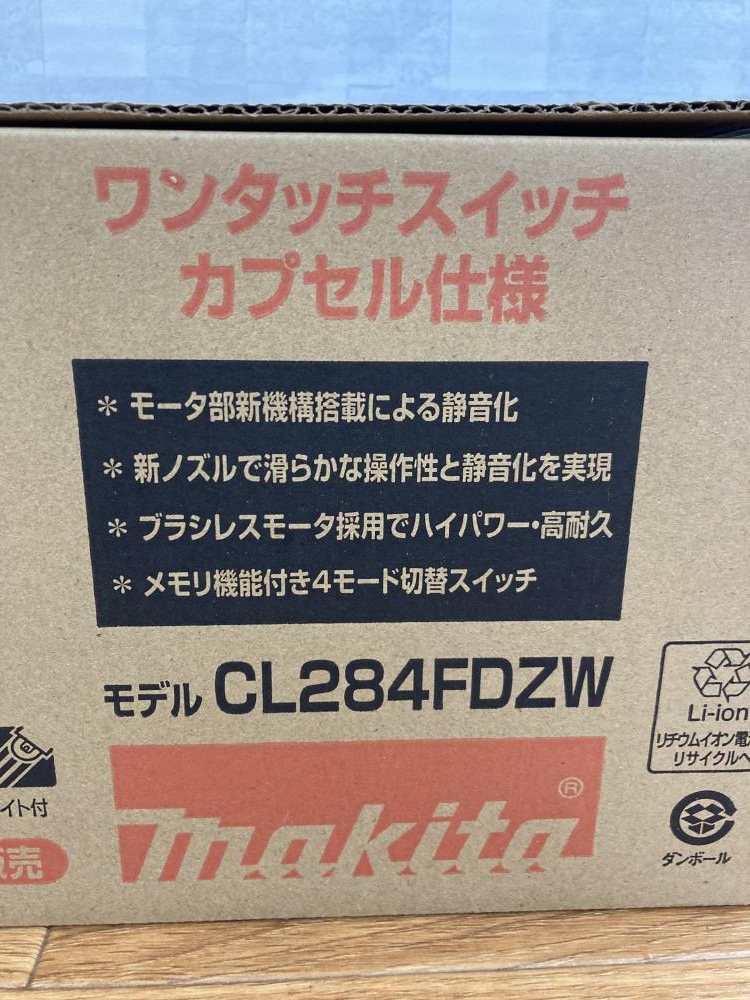 ワンタッチスイッチ
カプセル仕様
＊ モータ部新機構搭載による静音化
＊ 新ノズルで滑らかな操作性と静音化を実現
＊ ブラシレスモータ採用でハイパワー・高耐久
＊ メモリ機能付き4モード切替スイッチ
モデル CL284FDZW
makita®
イト付
売
Li-ion
リチウムイオン電
リサイクルへ
ダンボール